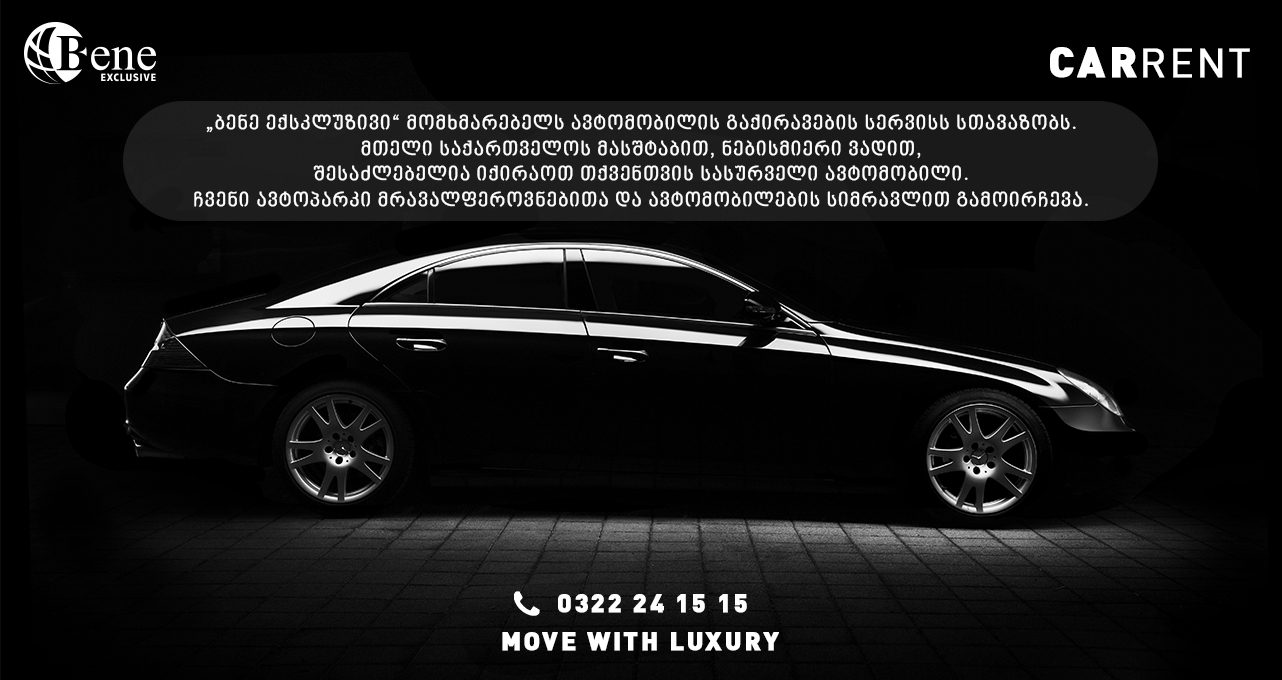 Bene
EXCLUSIVE
CARRENT
„ბენე ექსკლუზივი“ მომხმარებელს ავტომობილის გაქირავების სერვისს სთავაზობს.
მთელი საქართველოს მასშტაბით, ნებისმიერი ვადით,
შესაძლებელია იქირაოთ თქვენთვის სასურველი ავტომობილი.
ჩვენი ავტოპარკი მრავალფეროვნებითა და ავტომობილების სიმრავლით გამოირჩევა.
0322 24 15 15
MOVE WITH LUXURY